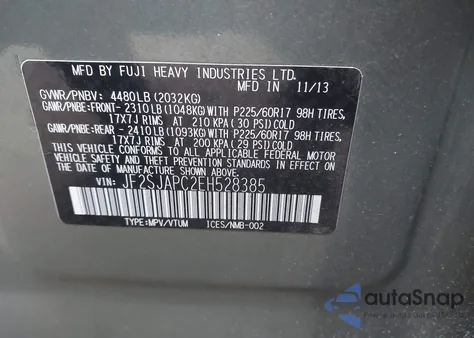 MFD BY FUJI HEAVY INDUSTRIES LTD.
MFD IN 11/13
GVWR/PNBV: 4480LB (2032KG)
GAWR/PNBE:FRONT- 2310LB(1048KG)WITH P225/60R17 98H TIRES,
17X7J RIMS AT 210 KPA (30 PSI)COLD
GAWR/PNBE:REAR - 2410LB(1093KG)WITH P225/60R17 98H TIRES,
17X7J RIMS AT 200 KPA(29 PSI)COLD
THIS VEHICLE CONFORMS TO ALL APPLICABLE FEDERAL MOTOR
VEHICLE SAFETY STANDARDS IN EFFECT ON THE DATE OF
MANUFACTURE SHOWN ABOVE.
VIN: JF2SJAPC2EH528385
TYPE:MPV/VTUM ICES/NMB-002
autaSnap
POWERED BY